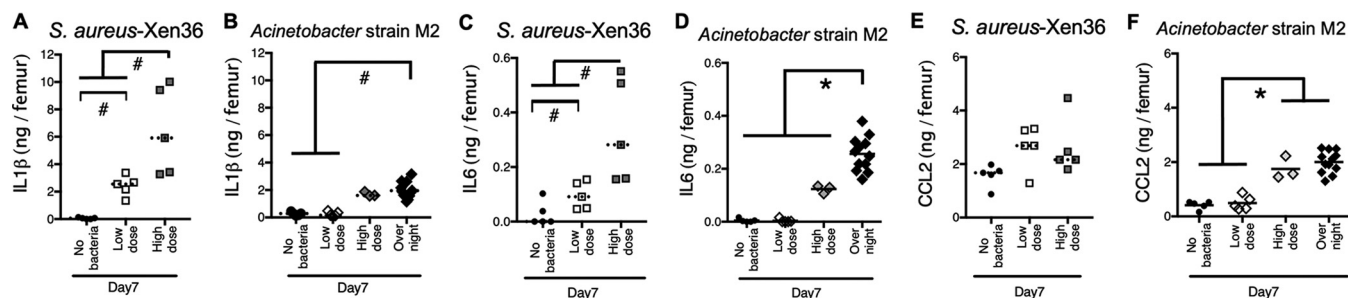 A
S. aureus-Xen36
IL1β (ng / femur)
12
10
8
6
4
2
0
#
#
No bacteria
Low dose
High dose
Day7
B
Acinetobacter strain M2
IL1β (ng / femur)
12
10
8
6
4
2
0
#
No bacteria
Low dose
High dose
Over night
Day7
C
S. aureus-Xen36
IL6 (ng / femur)
0.6
0.4
0.2
0.0
#
#
No bacteria
Low dose
High dose
Day7
D
Acinetobacter strain M2
IL6 (ng / femur)
0.6
0.4
0.2
0.0
*
No bacteria
Low dose
High dose
Over night
Day7
E
S. aureus-Xen36
CCL2 (ng / femur)
6
4
2
0
No bacteria
Low dose
High dose
Day7
F
Acinetobacter strain M2
CCL2 (ng / femur)
6
4
2
0
*
No bacteria
Low dose
High dose
Over night
Day7